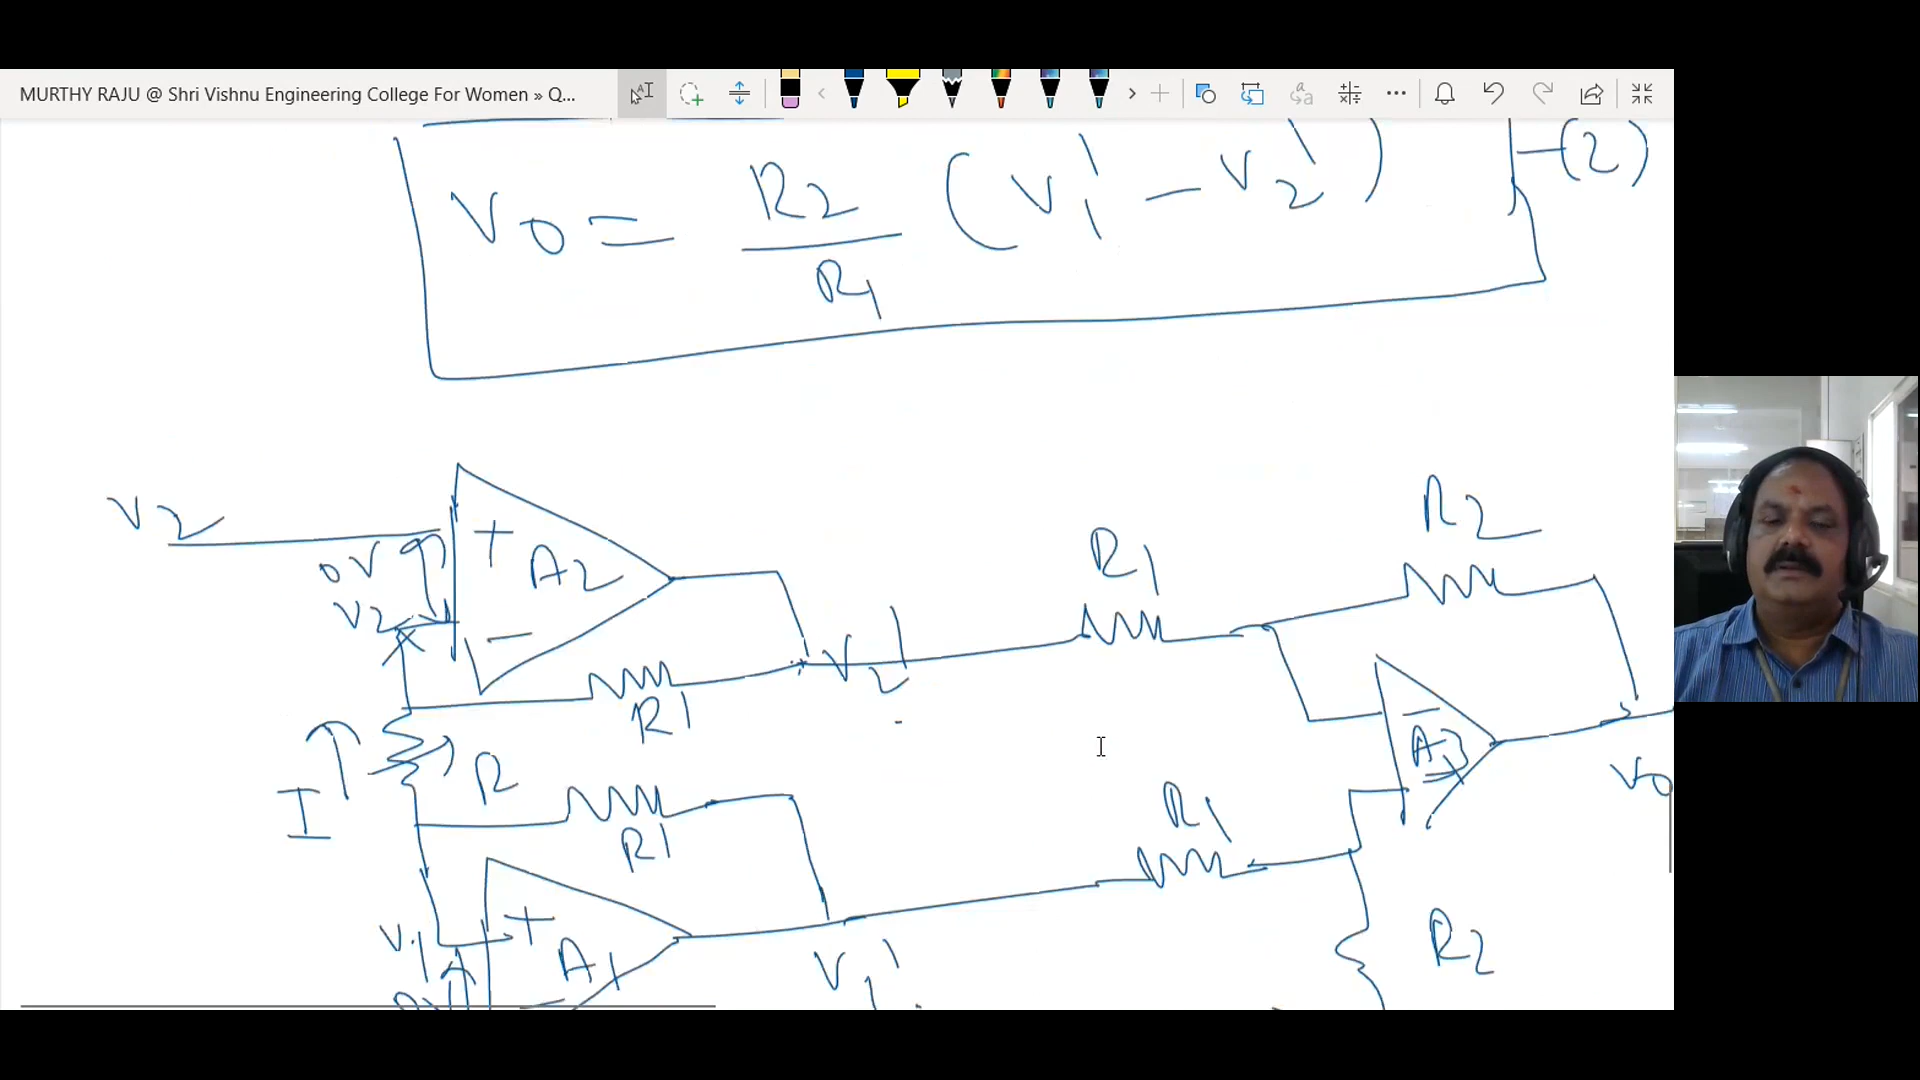 MURTHY RAJU @ Shri Vishnu Engineering College For Women » Q...
V0 = R2/R1 (V1' - V2') -(2)
V2
+ A2 -
0V
V2
R1
V2'
R1
R2
- A3 +
V0
I
R
R1
V1
+ A1 -
V1'
R1
R2